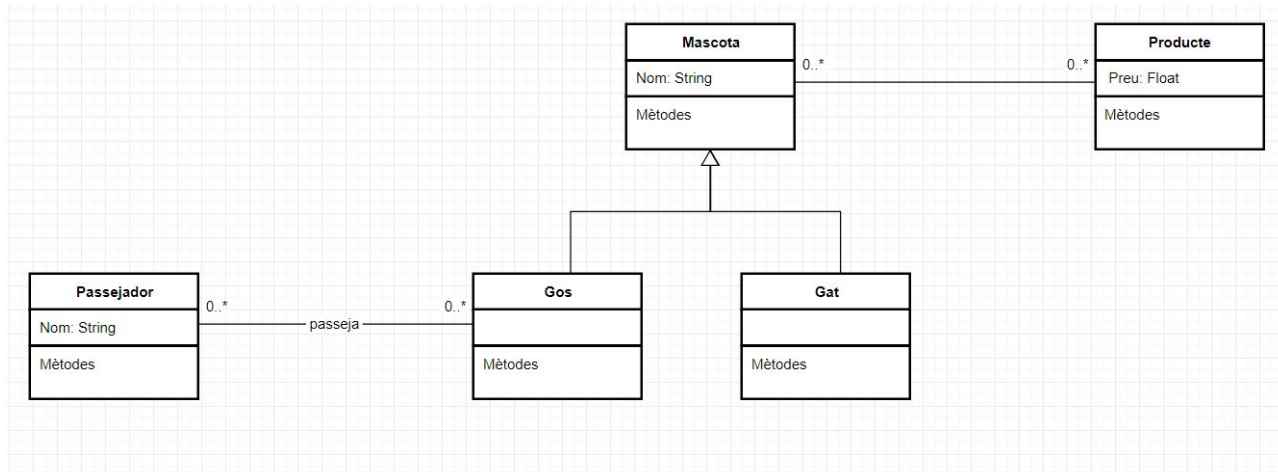 Mascota
Nom: String
Mètodes
0..*
0..*
Producte
Preu: Float
Mètodes
Passejador
Nom: String
Mètodes
0..*
passeja
0..*
Gos
Mètodes
Gat
Mètodes